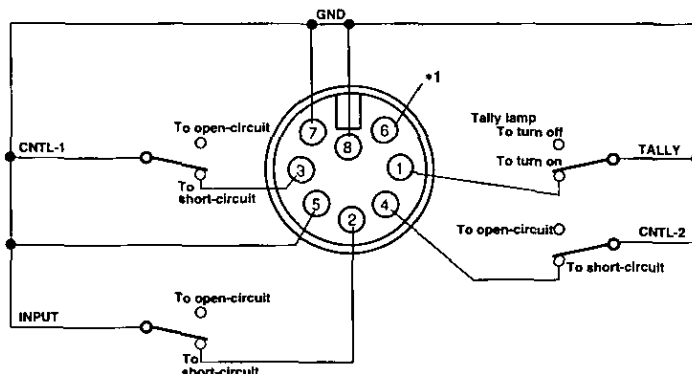 GND
*1
Tally lamp
To turn off
To open-circuit
CNTL-1
To turn on
TALLY
To
short-circuit
7
6
8
3
1
5
4
2
To open-circuit
CNTL-2
To short-circuit
To open-circuit
INPUT
To
short-circuit